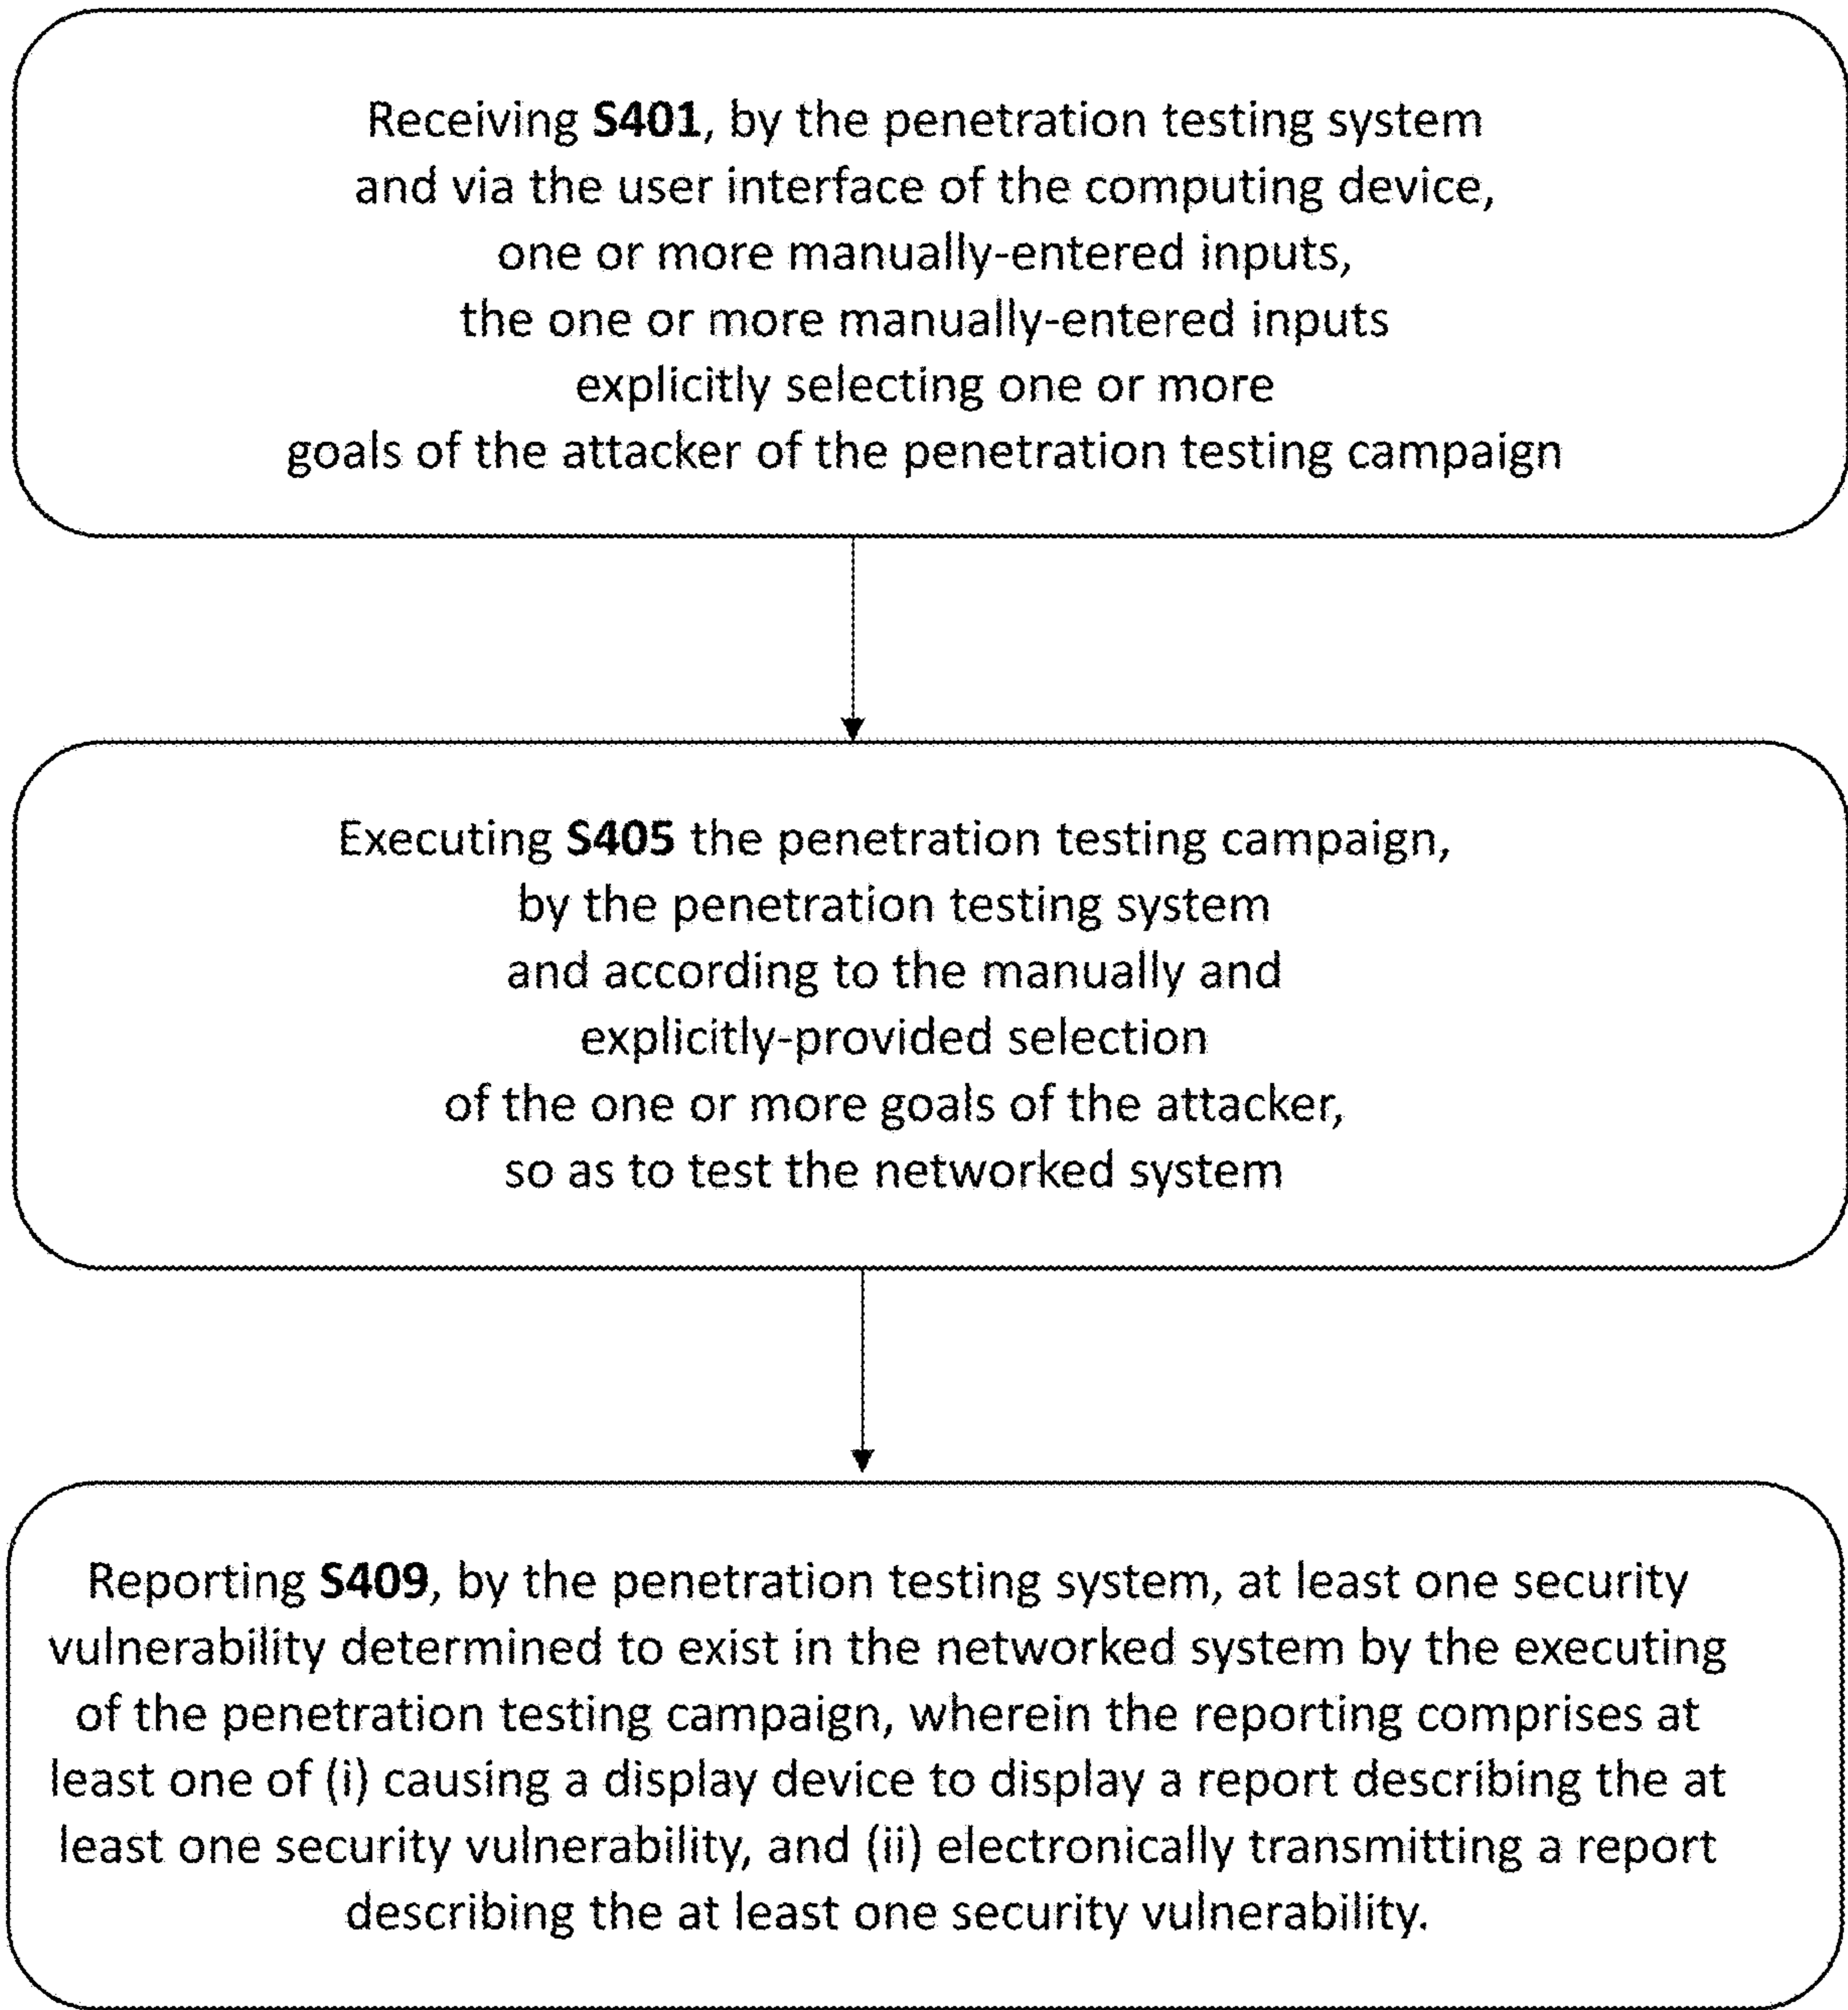 Receiving S401, by the penetration testing system
and via the user interface of the computing device,
one or more manually-entered inputs,
the one or more manually-entered inputs
explicitly selecting one or more
goals of the attacker of the penetration testing campaign
Executing S405 the penetration testing campaign,
by the penetration testing system
and according to the manually and
explicitly-provided selection
of the one or more goals of the attacker,
so as to test the networked system
Reporting S409, by the penetration testing system, at least one security
vulnerability determined to exist in the networked system by the executing
of the penetration testing campaign, wherein the reporting comprises at
least one of (i) causing a display device to display a report describing the at
least one security vulnerability, and (ii) electronically transmitting a report
describing the at least one security vulnerability.